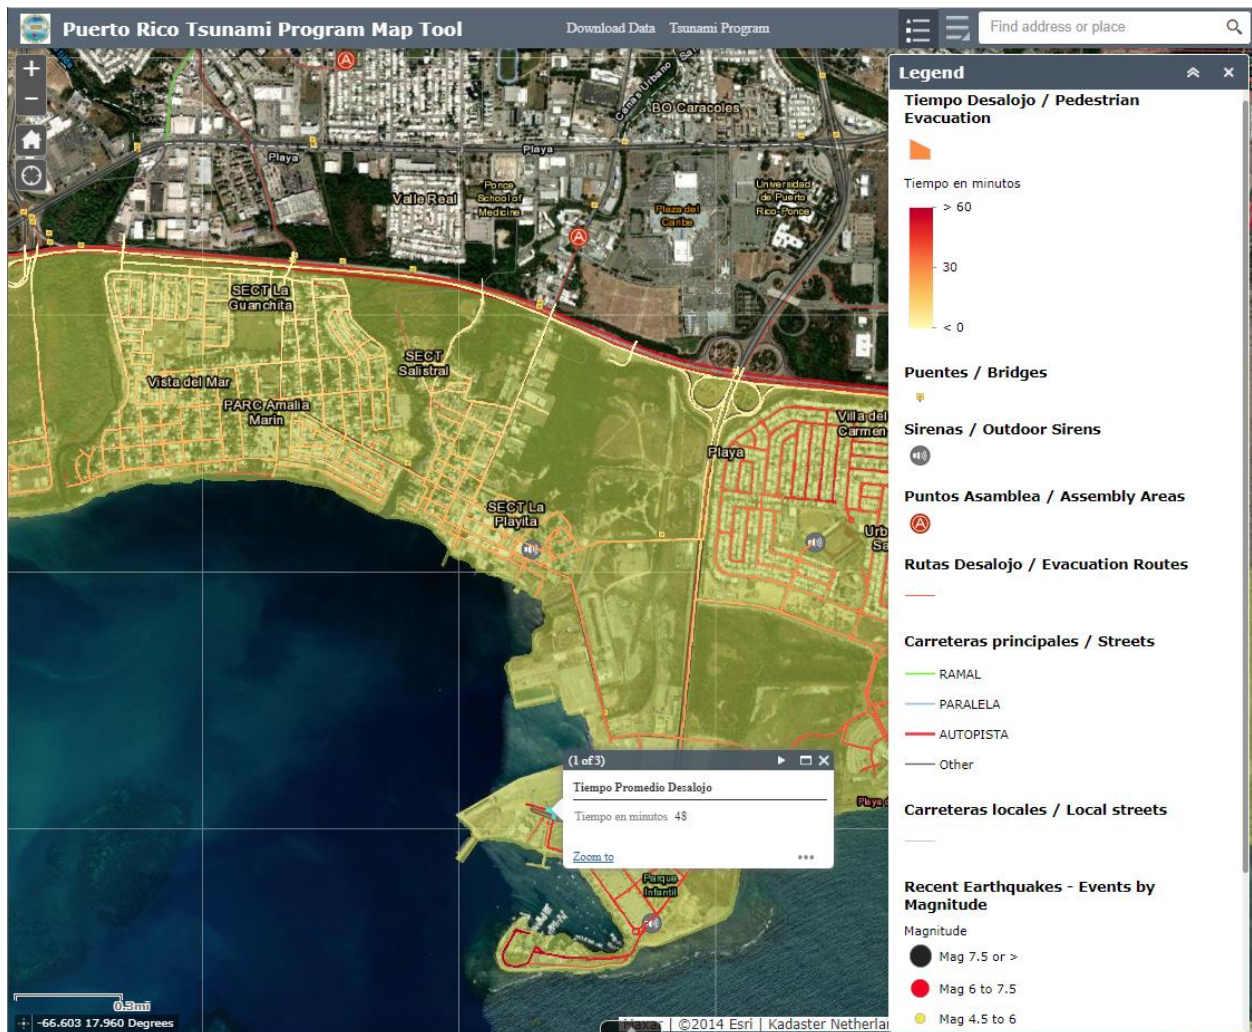 Puerto Rico Tsunami Program Map Tool
Download Data
Tsunami Program
Find address or place
Legend
Tiempo Desalojo / Pedestrian
Evacuation
Tiempo en minutos
> 60
30
< 0
Puentes / Bridges
Sirenas / Outdoor Sirens
Puntos Asamblea / Assembly Areas
A
Rutas Desalojo / Evacuation Routes
Carreteras principales / Streets
RAMAL
PARALELA
AUTOPISTA
Other
Carreteras locales / Local streets
Recent Earthquakes - Events by
Magnitude
Magnitude
Mag 7.5 or >
Mag 6 to 7.5
Mag 4.5 to 6
A
Canas Urbano
BO Caracoles
Playa
Playa
Valle Real
Ponce
School of
Medicine
Plaza del
Caribe
Universidad
de Puerto
Rico-Ponce
A
SECT La
Guanchita
SECT
Salistral
Vista del Mar
PARC Amalia
Marin
Villa del
Carmen
Playa
SECT La
Playita
Urb
(1 of 3)
Tiempo Promedio Desalojo
Tiempo en minutos 48
Zoom to
Parque
Infantil
0.3mi
-66.603 17.960 Degrees
Maxar | ©2014 Esri | Kadaster Netherla